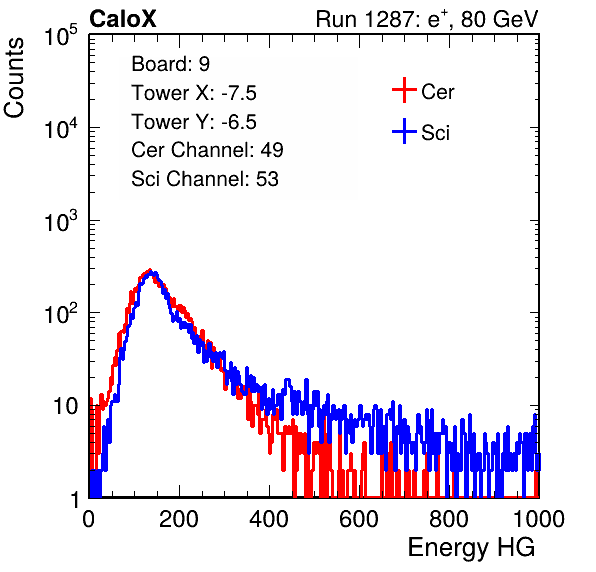 CaloX Run 1287: e⁺, 80 GeV
Board: 9
Tower X: -7.5
Tower Y: -6.5
Cer Channel: 49
Sci Channel: 53
Cer
Sci
Counts
10⁵
10⁴
10³
10²
10
1
0 200 400 600 800 1000
Energy HG